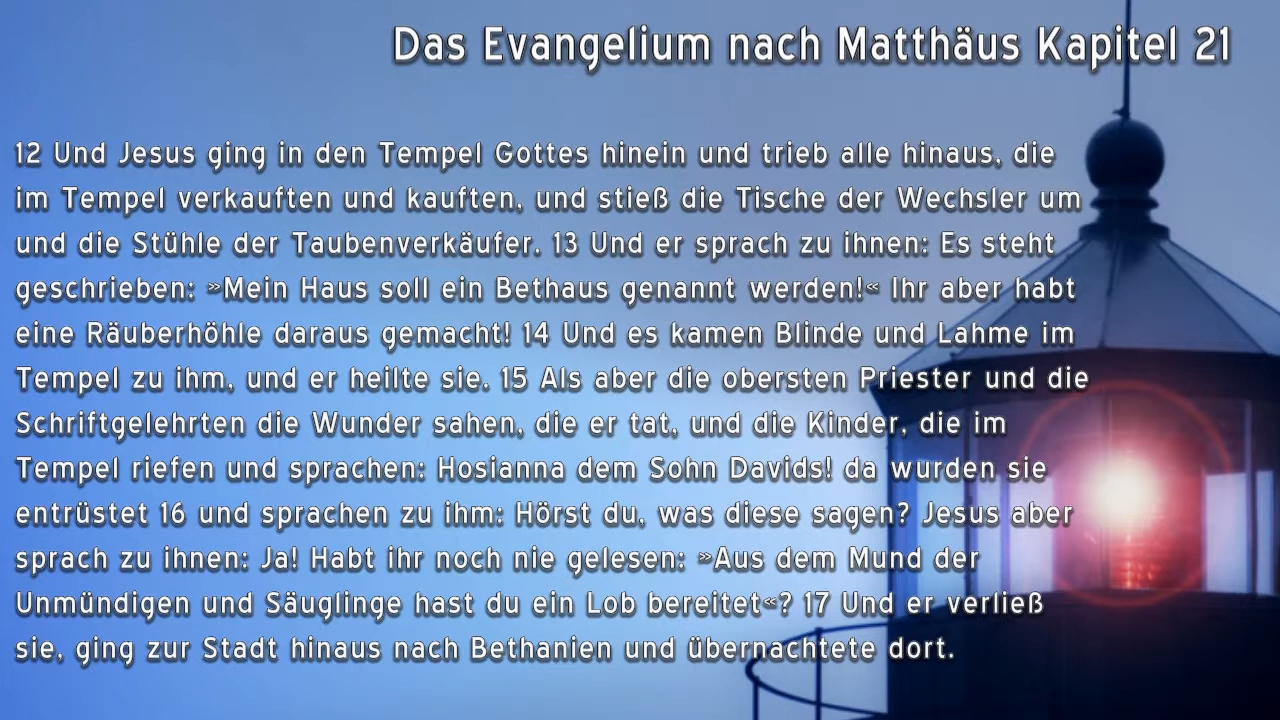 Das Evangelium nach Matthäus Kapitel 21
12 Und Jesus ging in den Tempel Gottes hinein und trieb alle hinaus, die
im Tempel verkauften und kauften, und stieß die Tische der Wechsler um
und die Stühle der Taubenverkäufer. 13 Und er sprach zu ihnen: Es steht
geschrieben: »Mein Haus soll ein Bethaus genannt werden!« Ihr aber habt
eine Räuberhöhle daraus gemacht! 14 Und es kamen Blinde und Lahme im
Tempel zu ihm, und er heilte sie. 15 Als aber die obersten Priester und die
Schriftgelehrten die Wunder sahen, die er tat, und die Kinder, die im
Tempel riefen und sprachen: Hosianna dem Sohn Davids! da wurden sie
entrüstet 16 und sprachen zu ihm: Hörst du, was diese sagen? Jesus aber
sprach zu ihnen: Ja! Habt ihr noch nie gelesen: »Aus dem Mund der
Unmündigen und Säuglinge hast du ein Lob bereitet«? 17 Und er verließ
sie, ging zur Stadt hinaus nach Bethanien und übernachtete dort.